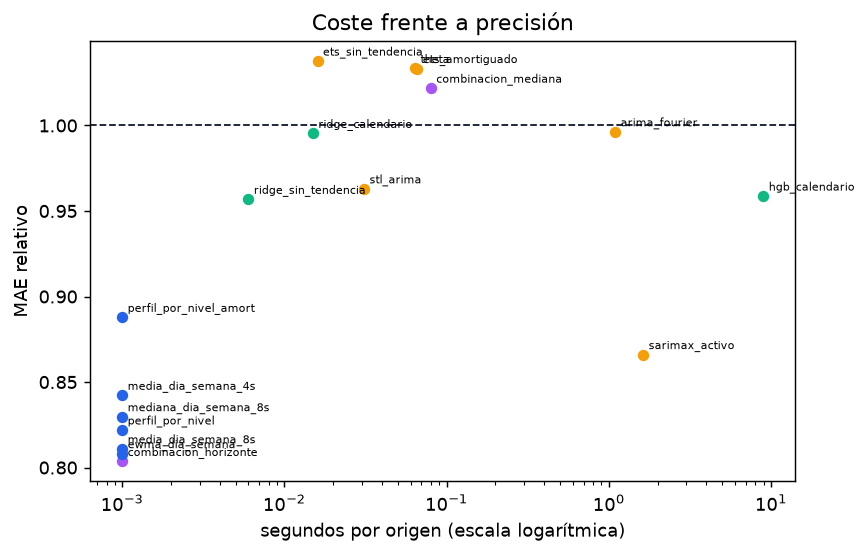 Coste frente a precisión
ets_sin_tendencia
ets_amortiguado
combinacion_mediana
ridge_calendario
arima_fourier
stl_arima
ridge_sin_tendencia
hgb_calendario
perfil_por_nivel_amort
sarimax_activo
media_dia_semana_4s
mediana_dia_semana_8s
perfil_por_nivel
media_dia_semana_8s
ewma_dia_semana
combinacion_horizonte
MAE relativo
1.00
0.95
0.90
0.85
0.80
10⁻³ 10⁻² 10⁻¹ 10⁰ 10¹
segundos por origen (escala logarítmica)